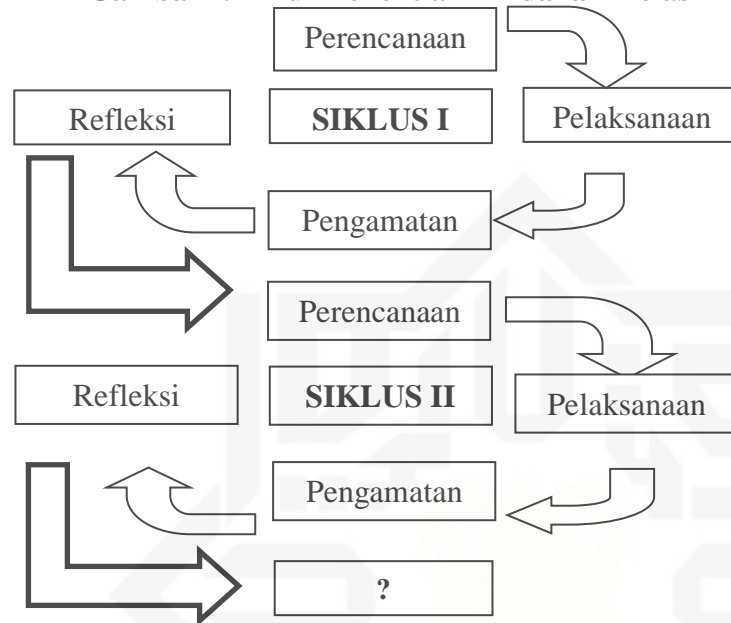 Perencanaan
Refleksi
SIKLUS I
Pelaksanaan
Pengamatan
Perencanaan
Refleksi
SIKLUS II
Pelaksanaan
Pengamatan
?